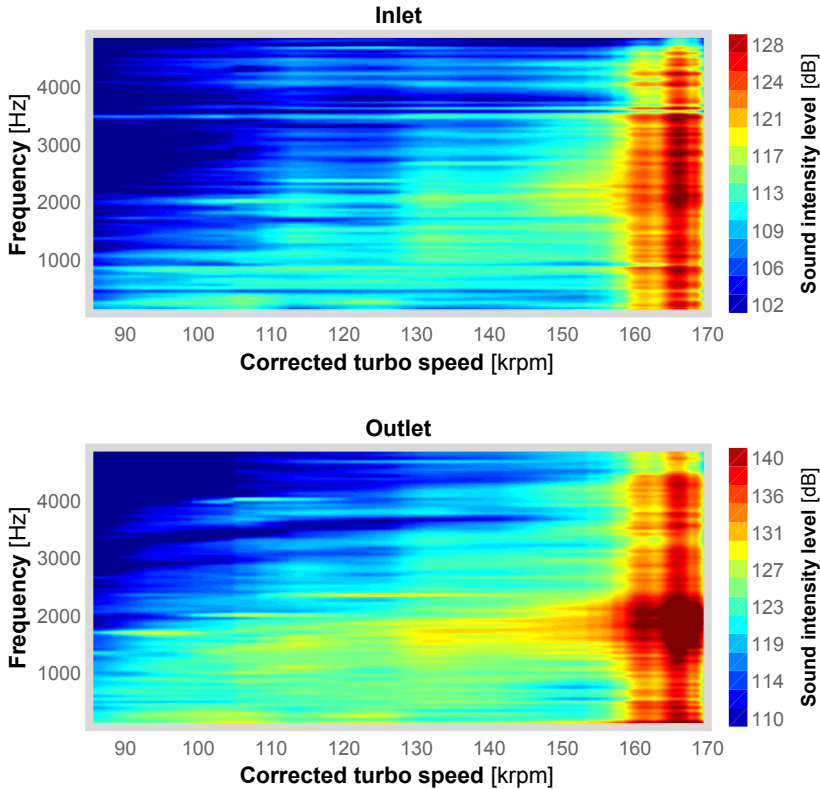 Inlet
Frequency [Hz]
4000
3000
2000
1000
90 100 110 120 130 140 150 160 170
Corrected turbo speed [krpm]
128
124
121
117
113
109
106
102
Sound intensity level [dB]
Outlet
Frequency [Hz]
4000
3000
2000
1000
90 100 110 120 130 140 150 160 170
Corrected turbo speed [krpm]
140
136
131
127
123
119
114
110
Sound intensity level [dB]